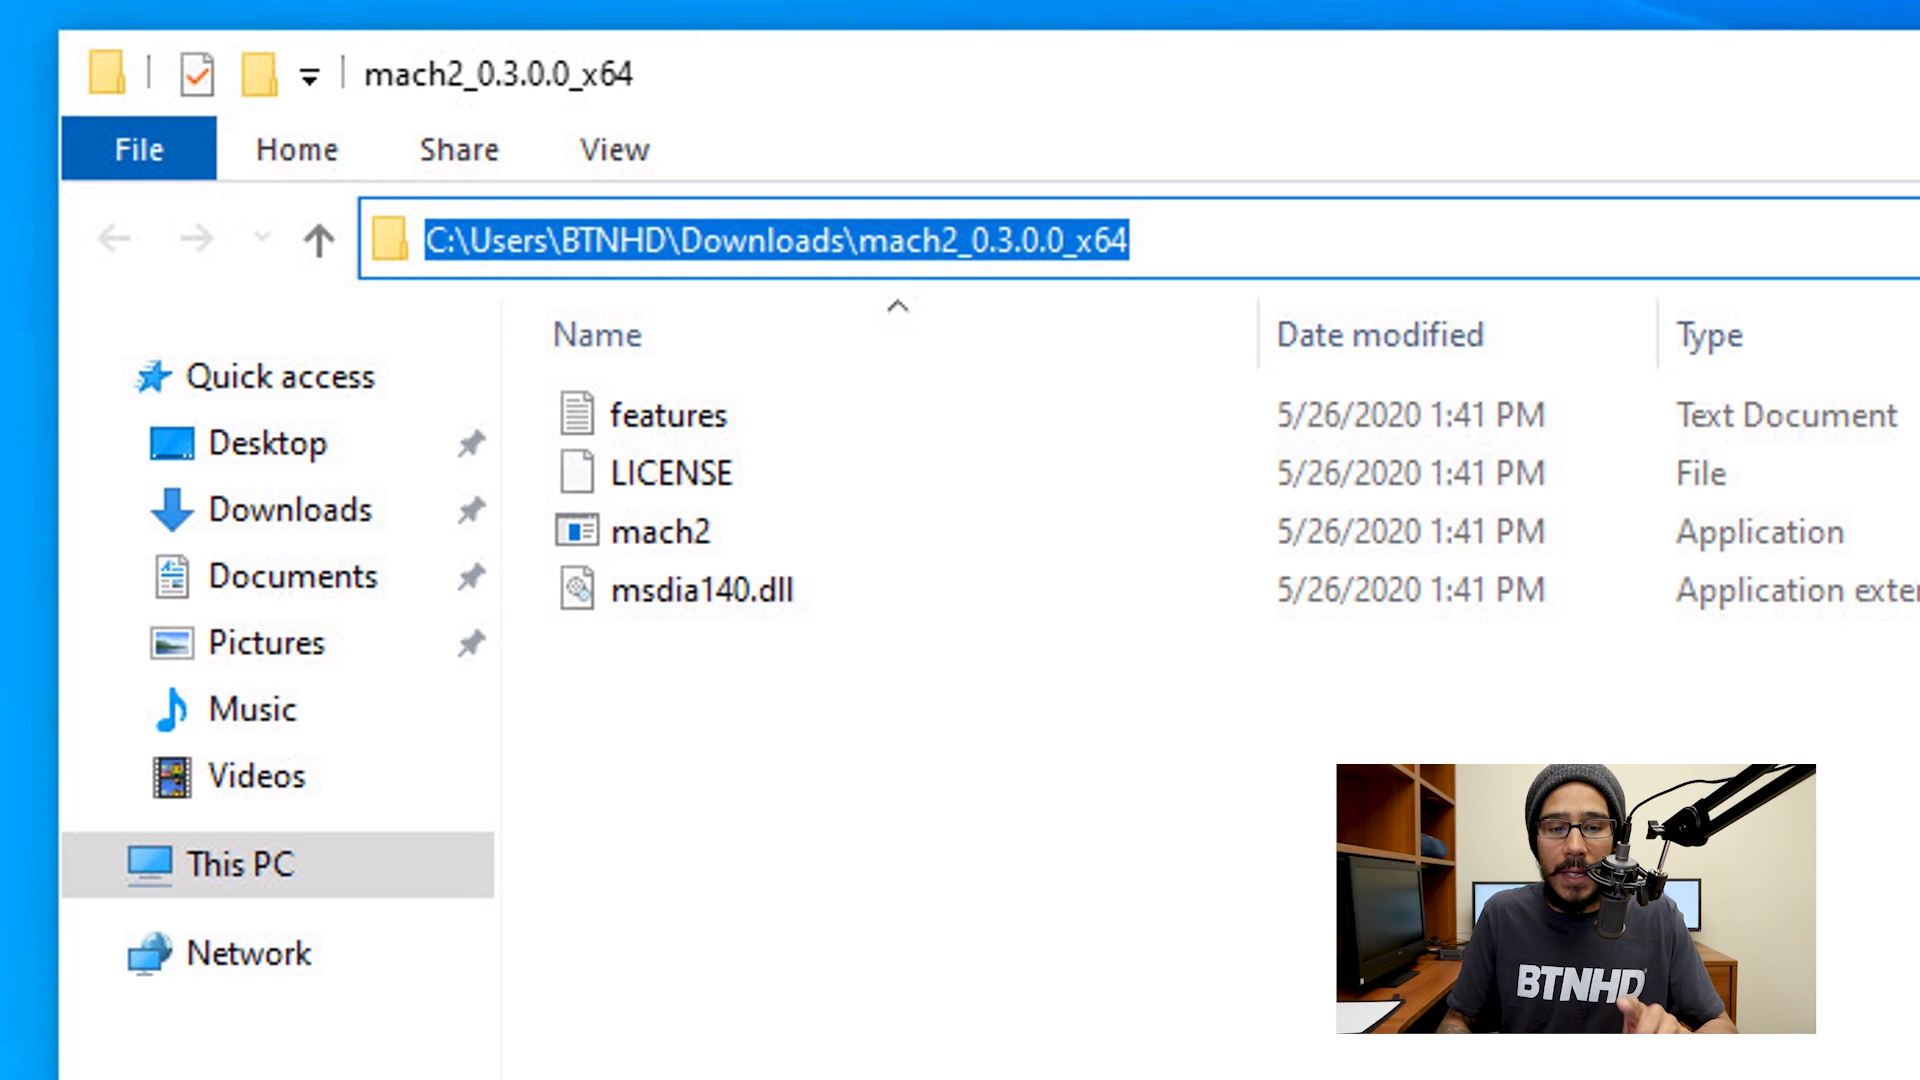 mach2_0.3.0.0_x64
File Home Share View
C:\Users\BTNHD\Downloads\mach2_0.3.0.0_x64
Name Date modified Type
Quick access
Desktop
Downloads
Documents
Pictures
Music
Videos
This PC
Network
features 5/26/2020 1:41 PM Text Document
LICENSE 5/26/2020 1:41 PM File
mach2 5/26/2020 1:41 PM Application
msdia140.dll 5/26/2020 1:41 PM Application exte
BTNHD